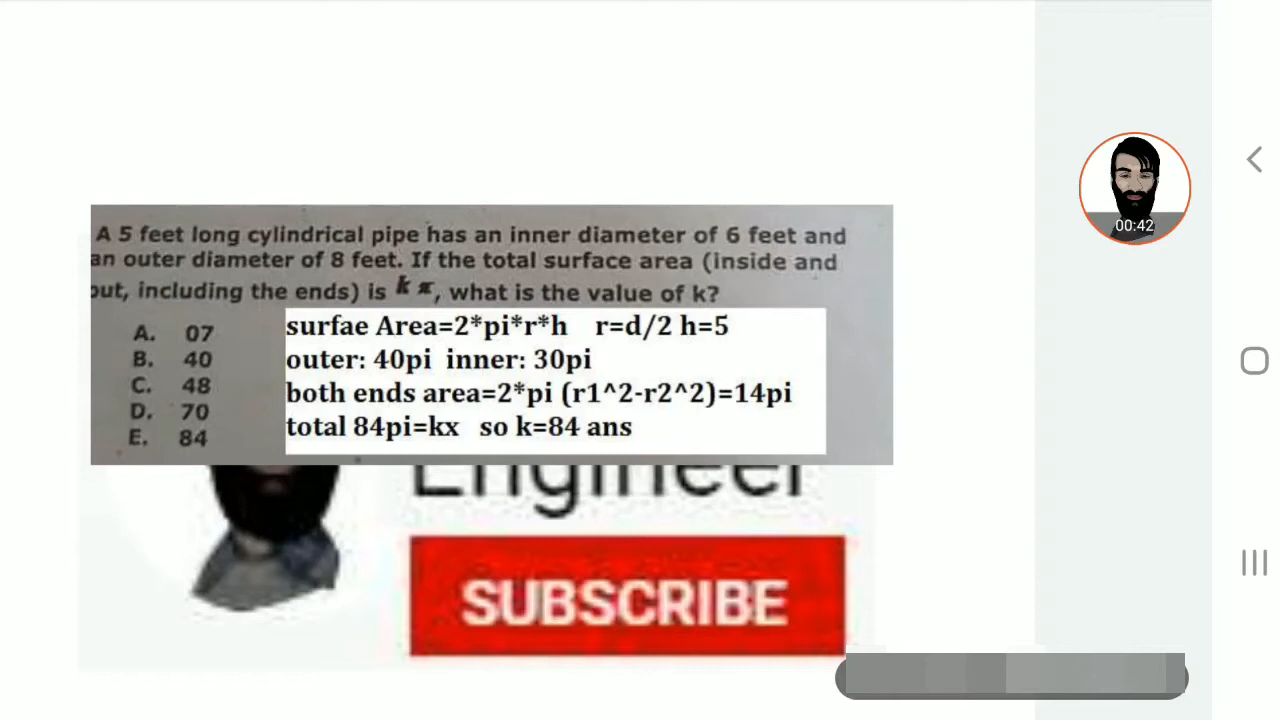 00:42
A 5 feet long cylindrical pipe has an inner diameter of 6 feet and
an outer diameter of 8 feet. If the total surface area (inside and
out, including the ends) is k π, what is the value of k?
A. 07
B. 40
C. 48
D. 70
E. 84
surfae Area=2*pi*r*h r=d/2 h=5
outer: 40pi inner: 30pi
both ends area=2*pi (r1^2-r2^2)=14pi
total 84pi=kx so k=84 ans
Engineer
SUBSCRIBE